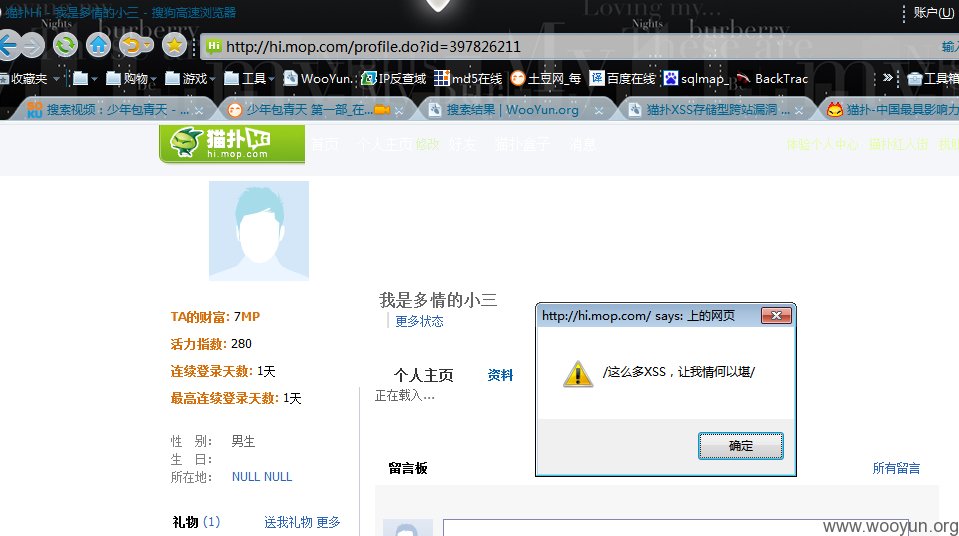 猫扑Hi - 我是多情的小三 - 搜狗高速浏览器
账户(U)
Loving my...
Nights
burberry
Nights
burberry
http://hi.mop.com/profile.do?id=397826211
收藏夹 购物 游戏 工具 WooYun. IP反查域 md5在线 土豆网_每 百度在线 sqlmap_ BackTrac » 工具箱
搜索视频：少年包青天 - ... 少年包青天 第一部_在... 搜索结果 | WooYun.org 猫扑XSS存储型跨站漏洞 ... 猫扑-中国最具影响力
猫扑
hi.mop.com
首页 个人主页 修改 好友 猫扑盒子 消息 体验个人中心 猫扑红人街
我是多情的小三
更多状态
TA的财富: 7MP
活力指数: 280
连续登录天数: 1天
最高连续登录天数: 1天
个人主页 资料
正在载入...
性 别: 男生
生 日:
所在地: NULL NULL
http://hi.mop.com/ says: 上的网页
/这么多XSS，让我情何以堪/
确定
留言板 所有留言
礼物 (1) 送我礼物 更多
www.wooyun.org